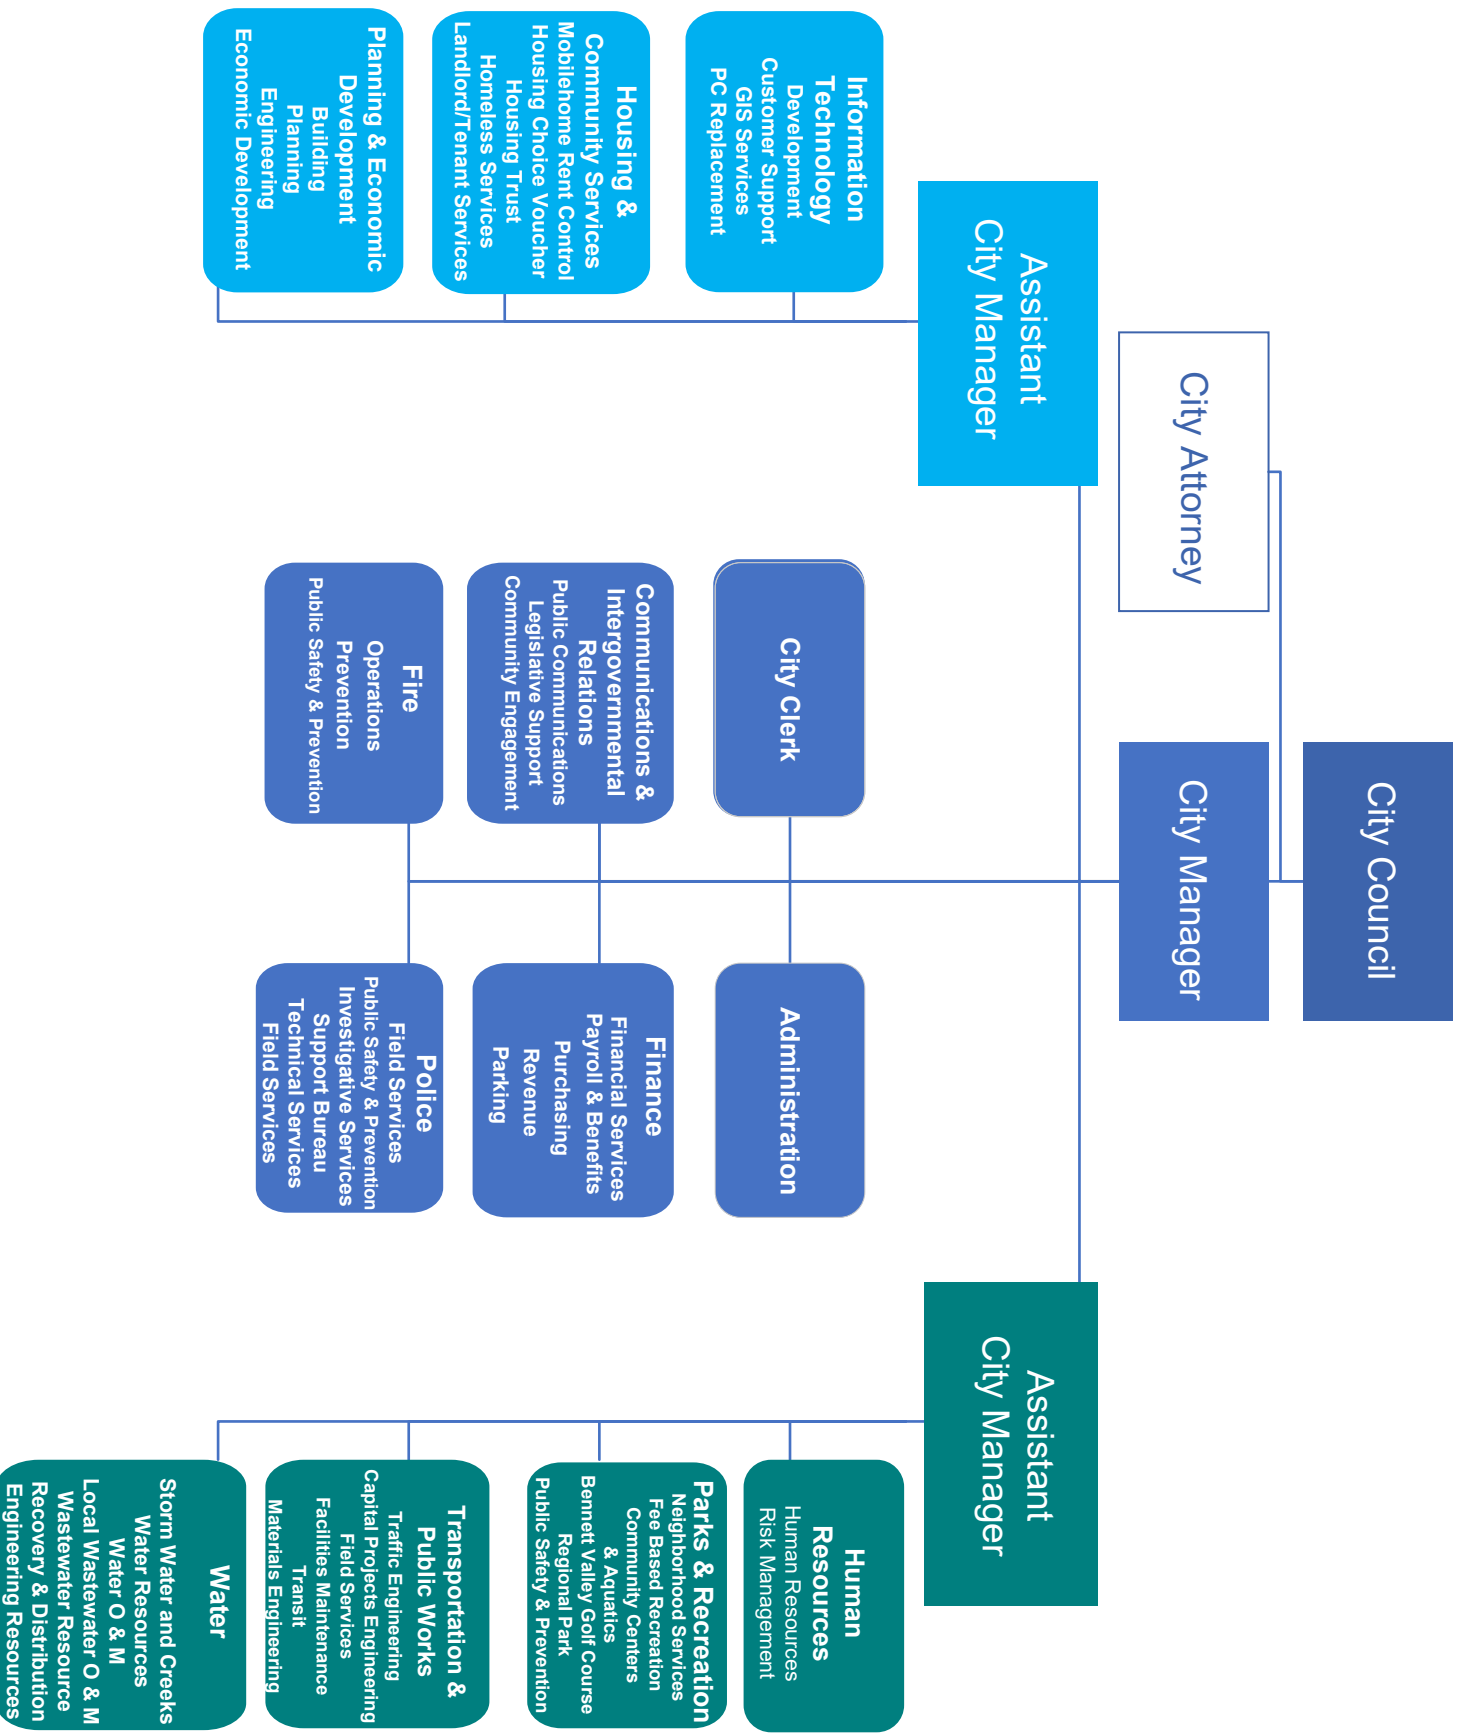 City Council
City Attorney
City Manager
Assistant
City Manager
Assistant
City Manager
Information
Technology
Development
Customer Support
GIS Services
PC Replacement
Housing &
Community Services
Mobilehome Rent Control
Housing Choice Voucher
Housing Trust
Homeless Services
Landlord/Tenant Services
Planning & Economic
Development
Building
Planning
Engineering
Economic Development
City Clerk
Administration
Communications &
Intergovernmental
Relations
Public Communications
Legislative Support
Community Engagement
Finance
Financial Services
Payroll & Benefits
Purchasing
Revenue
Parking
Fire
Operations
Prevention
Public Safety & Prevention
Police
Field Services
Public Safety & Prevention
Investigative Services
Support Bureau
Technical Services
Field Services
Human
Resources
Human Resources
Risk Management
Parks & Recreation
Neighborhood Services
Fee Based Recreation
Community Centers
& Aquatics
Bennett Valley Golf Course
Regional Park
Public Safety & Prevention
Transportation &
Public Works
Traffic Engineering
Capital Projects Engineering
Field Services
Facilities Maintenance
Transit
Materials Engineering
Water
Storm Water and Creeks
Water Resources
Water O & M
Local Wastewater O & M
Wastewater Resource
Recovery & Distribution
Engineering Resources